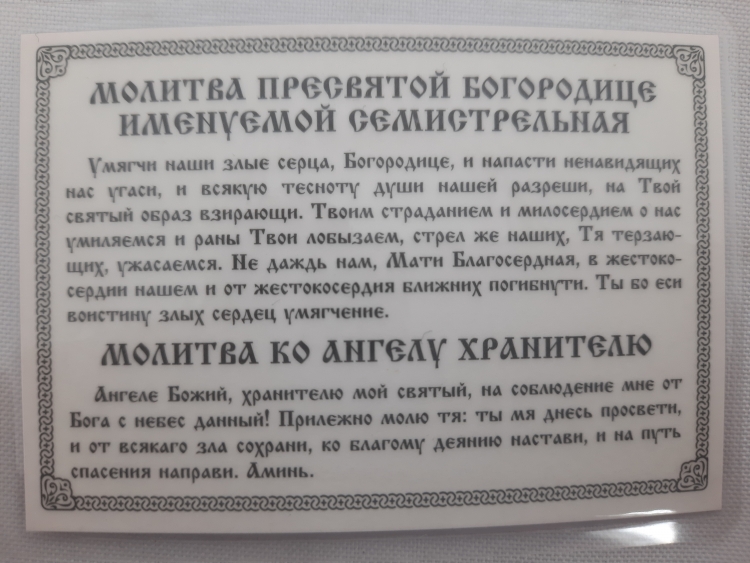 МОЛИТВА ПРЕСВЯТОЙ БОГОРОДИЦЕ
ИМЕНУЕМОЙ СЕМИСТРЕЛЬНАЯ
Умягчи наши злые серца, Богородице, и напасти ненавидящих
нас угаси, и всякую тесноту души нашей разреши, на Твой
святый образ взирающи. Твоим страданием и милосердием о нас
умиляемся и раны Твои лобызаем, стрел же наших, Тя терзаю-
щих, ужасаемся. Не даждь нам, Мати Благосердная, в жестоко-
сердии нашем и от жестокосердия ближних погибнути. Ты бо еси
воистину злых сердец умягчение.
МОЛИТВА КО АНГЕЛУ ХРАНИТЕЛЮ
Ангеле Божий, хранителю мой святый, на соблюдение мне от
Бога с небес данный! Прилежно молю тя: ты мя днесь просвети,
и от всякаго зла сохрани, ко благому деянию настави, и на путь
спасения направи. Аминь.